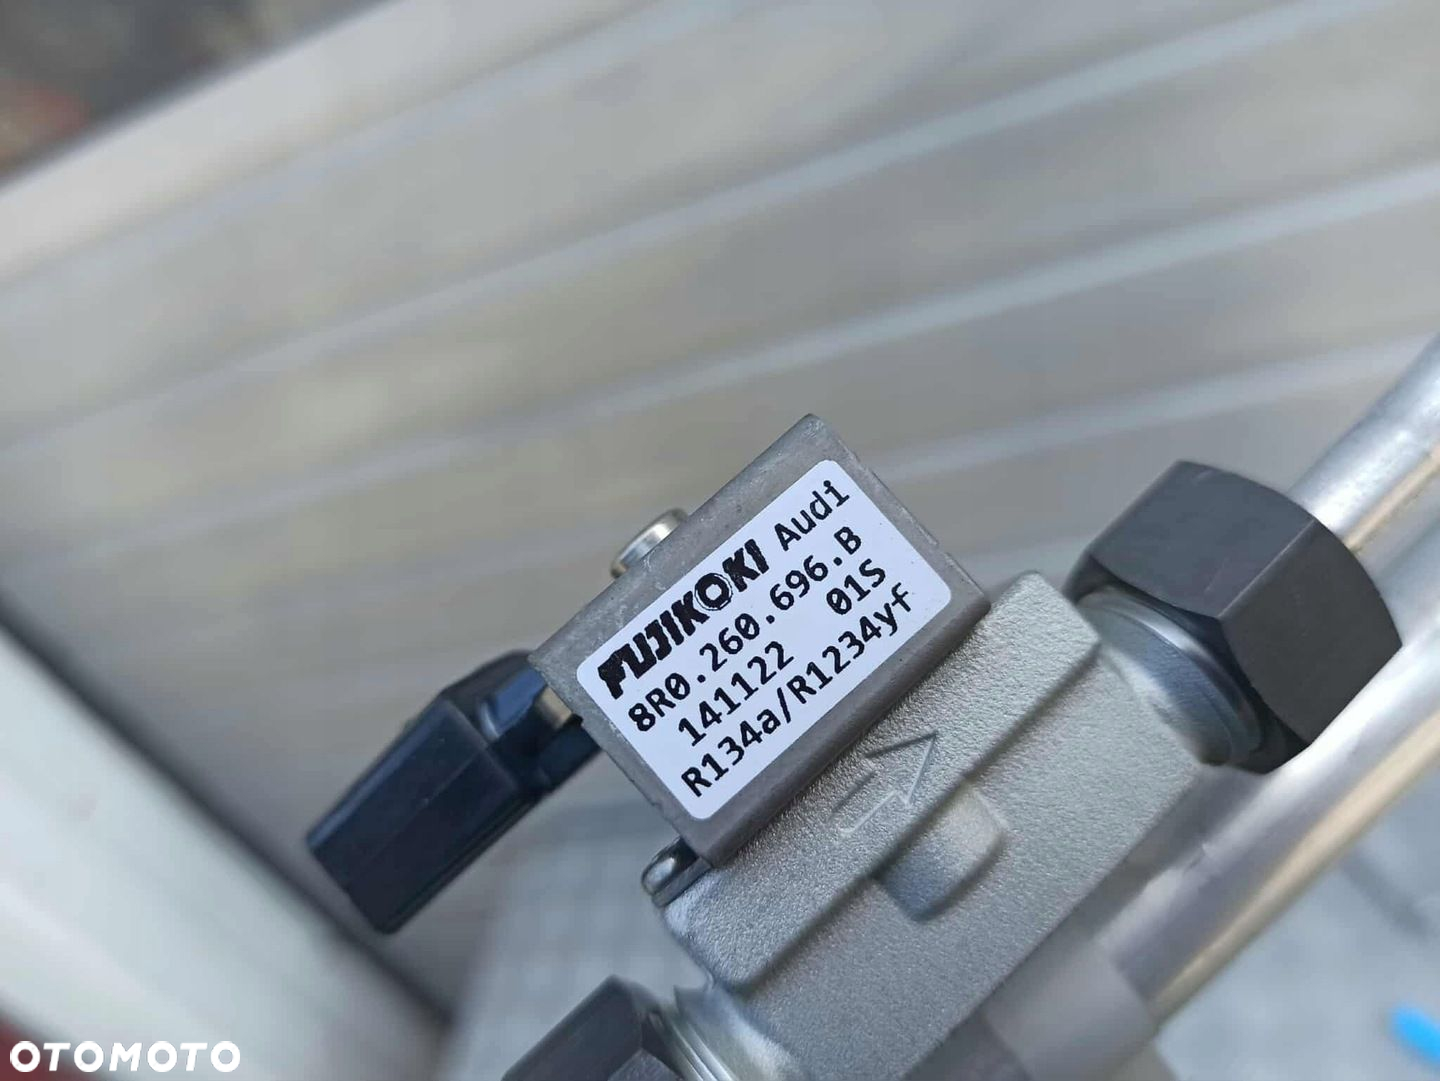 FUJIKOKI Audi
8R0.260.696.B
141122 01S
R134a/R1234yf
OTOMOTO